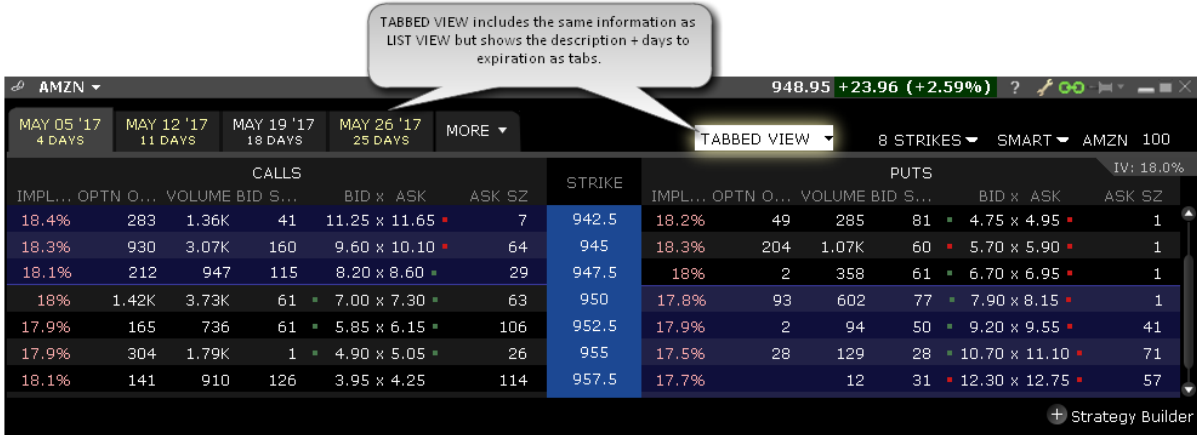 TABBED VIEW includes the same information as
LIST VIEW but shows the description + days to
expiration as tabs.
AMZN 948.95 +23.96 (+2.59%) ?
MAY 05 '17 MAY 12 '17 MAY 19 '17 MAY 26 '17 MORE
4 DAYS 11 DAYS 18 DAYS 25 DAYS
TABBED VIEW 8 STRIKES SMART AMZN 100
CALLS STRIKE PUTS IV: 18.0%
IMPL... OPTN O... VOLUME BID S... BID x ASK ASK SZ IMPL... OPTN O... VOLUME BID S... BID x ASK ASK SZ
18.4% 283 1.36K 41 11.25 x 11.65 7 942.5 18.2% 49 285 81 4.75 x 4.95 1
18.3% 930 3.07K 160 9.60 x 10.10 64 945 18.3% 204 1.07K 60 5.70 x 5.90 1
18.1% 212 947 115 8.20 x 8.60 29 947.5 18% 2 358 61 6.70 x 6.95 1
18% 1.42K 3.73K 61 7.00 x 7.30 63 950 17.8% 93 602 77 7.90 x 8.15 1
17.9% 165 736 61 5.85 x 6.15 106 952.5 17.9% 2 94 50 9.20 x 9.55 41
17.9% 304 1.79K 1 4.90 x 5.05 26 955 17.5% 28 129 28 10.70 x 11.10 71
18.1% 141 910 126 3.95 x 4.25 114 957.5 17.7% 12 31 12.30 x 12.75 57
Strategy Builder